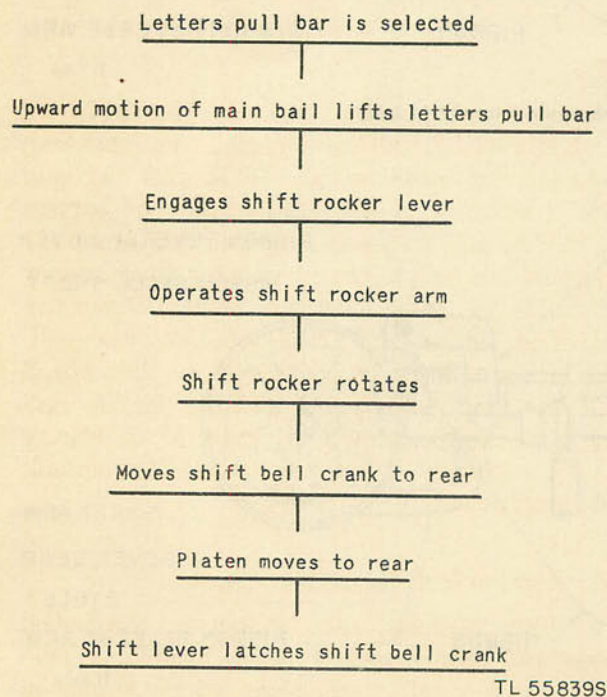 Letters pull bar is selected
Upward motion of main bail lifts letters pull bar
Engages shift rocker lever
Operates shift rocker arm
Shift rocker rotates
Moves shift bell crank to rear
Platen moves to rear
Shift lever latches shift bell crank
TL 55839S